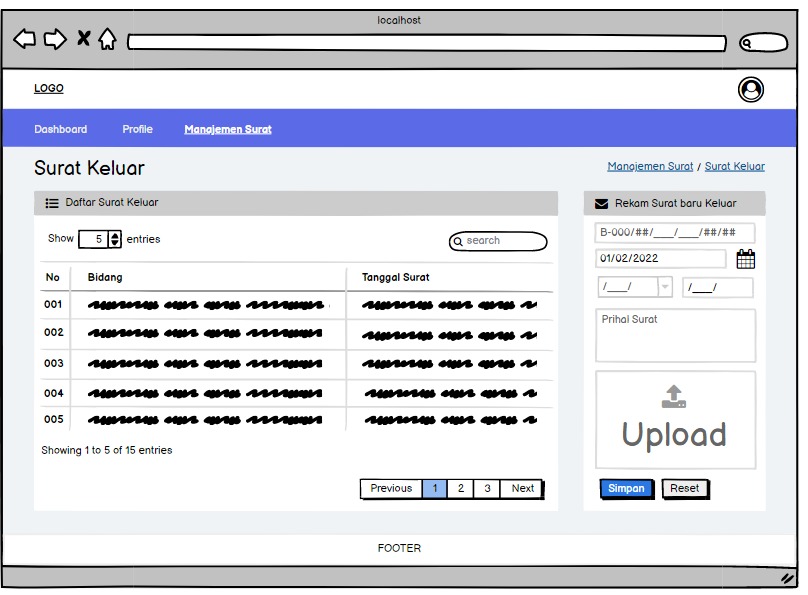 localhost
LOGO
Dashboard Profile Manajemen Surat
Surat Keluar
Manajemen Surat / Surat Keluar
Daftar Surat Keluar
Show 5 entries
search
No Bidang Tanggal Surat
001
002
003
004
005
Showing 1 to 5 of 15 entries
Previous 1 2 3 Next
Rekam Surat baru Keluar
B-000/##/___/___/##/##
01/02/2022
/___/ /___/
Prihal Surat
Upload
Simpan Reset
FOOTER